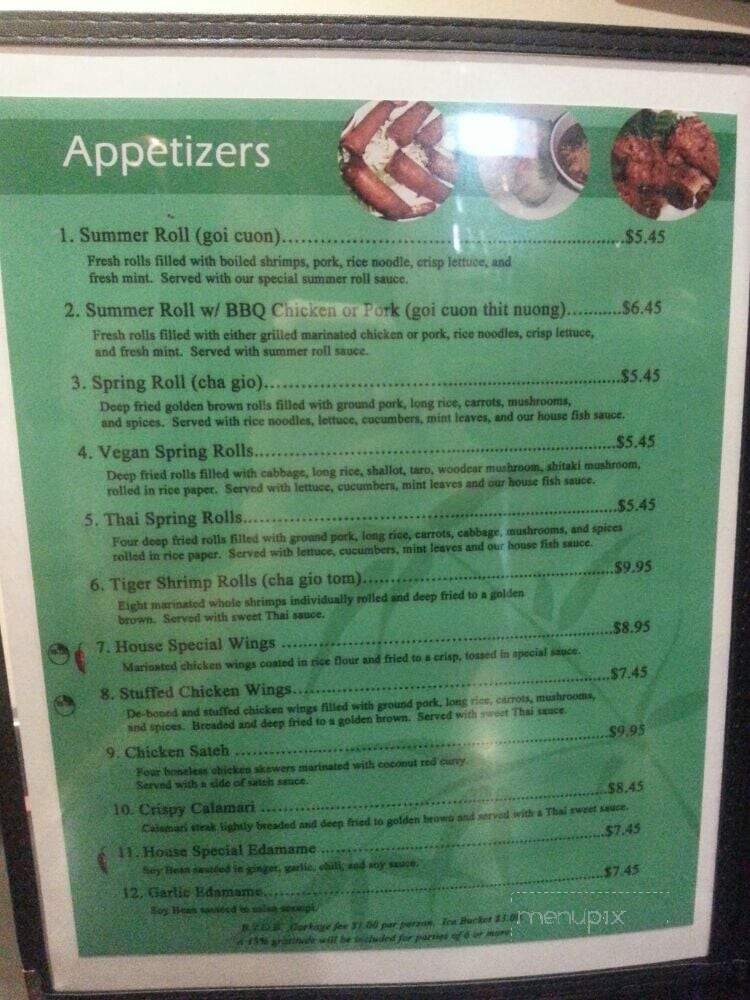 Appetizers
1. Summer Roll (goi cuon)..............................................$5.45
Fresh rolls filled with boiled shrimps, pork, rice noodle, crisp lettuce, and
fresh mint. Served with our special summer roll sauce.
2. Summer Roll w/ BBQ Chicken or Pork (goi cuon thit nuong)..........$6.45
Fresh rolls filled with either grilled marinated chicken or pork, rice noodles, crisp lettuce,
and fresh mint. Served with summer roll sauce.
3. Spring Roll (cha gio)..............................................$5.45
Deep fried golden brown rolls filled with ground pork, long rice, carrots, mushrooms,
and spices. Served with rice noodles, lettuce, cucumbers, mint leaves, and our house fish sauce.
4. Vegan Spring Rolls..............................................$5.45
Deep fried rolls filled with cabbage, long rice, shallot, taro, woodear mushroom, shitaki mushroom,
rolled in rice paper. Served with lettuce, cucumbers, mint leaves and our house fish sauce.
5. Thai Spring Rolls..............................................$5.45
Four deep fried rolls filled with ground pork, long rice, carrots, cabbage, mushrooms, and spices
rolled in rice paper. Served with lettuce, cucumbers, mint leaves and our house fish sauce.
6. Tiger Shrimp Rolls (cha gio tom)..................................$9.95
Eight marinated whole shrimps individually rolled and deep fried to a golden
brown. Served with sweet Thai sauce.
7. House Special Wings ..............................................$8.95
Marinated chicken wings coated in rice flour and fried to a crisp, tossed in special sauce.
8. Stuffed Chicken Wings..............................................$7.45
De-boned and stuffed chicken wings filled with ground pork, long rice, carrots, mushrooms,
and spices. Breaded and deep fried to a golden brown. Served with sweet Thai sauce.
9. Chicken Sateh ..............................................$9.95
Four boneless chicken skewers marinated with coconut red curry.
Served with a side of sateh sauce.
10. Crispy Calamari ..............................................$8.45
Calamari steak lightly breaded and deep fried to golden brown and served with a Thai sweet sauce.
11. House Special Edamame ..............................................$7.45
Soy Bean sauteed in ginger, garlic, chili, and soy sauce.
12. Garlic Edamame..............................................$7.45
Soy Bean sauteed in
B.Y.O.B. Corkage fee $1.00 per person. Ice Bucket
A 15% gratitude will be included for parties of 6 or more
menupix